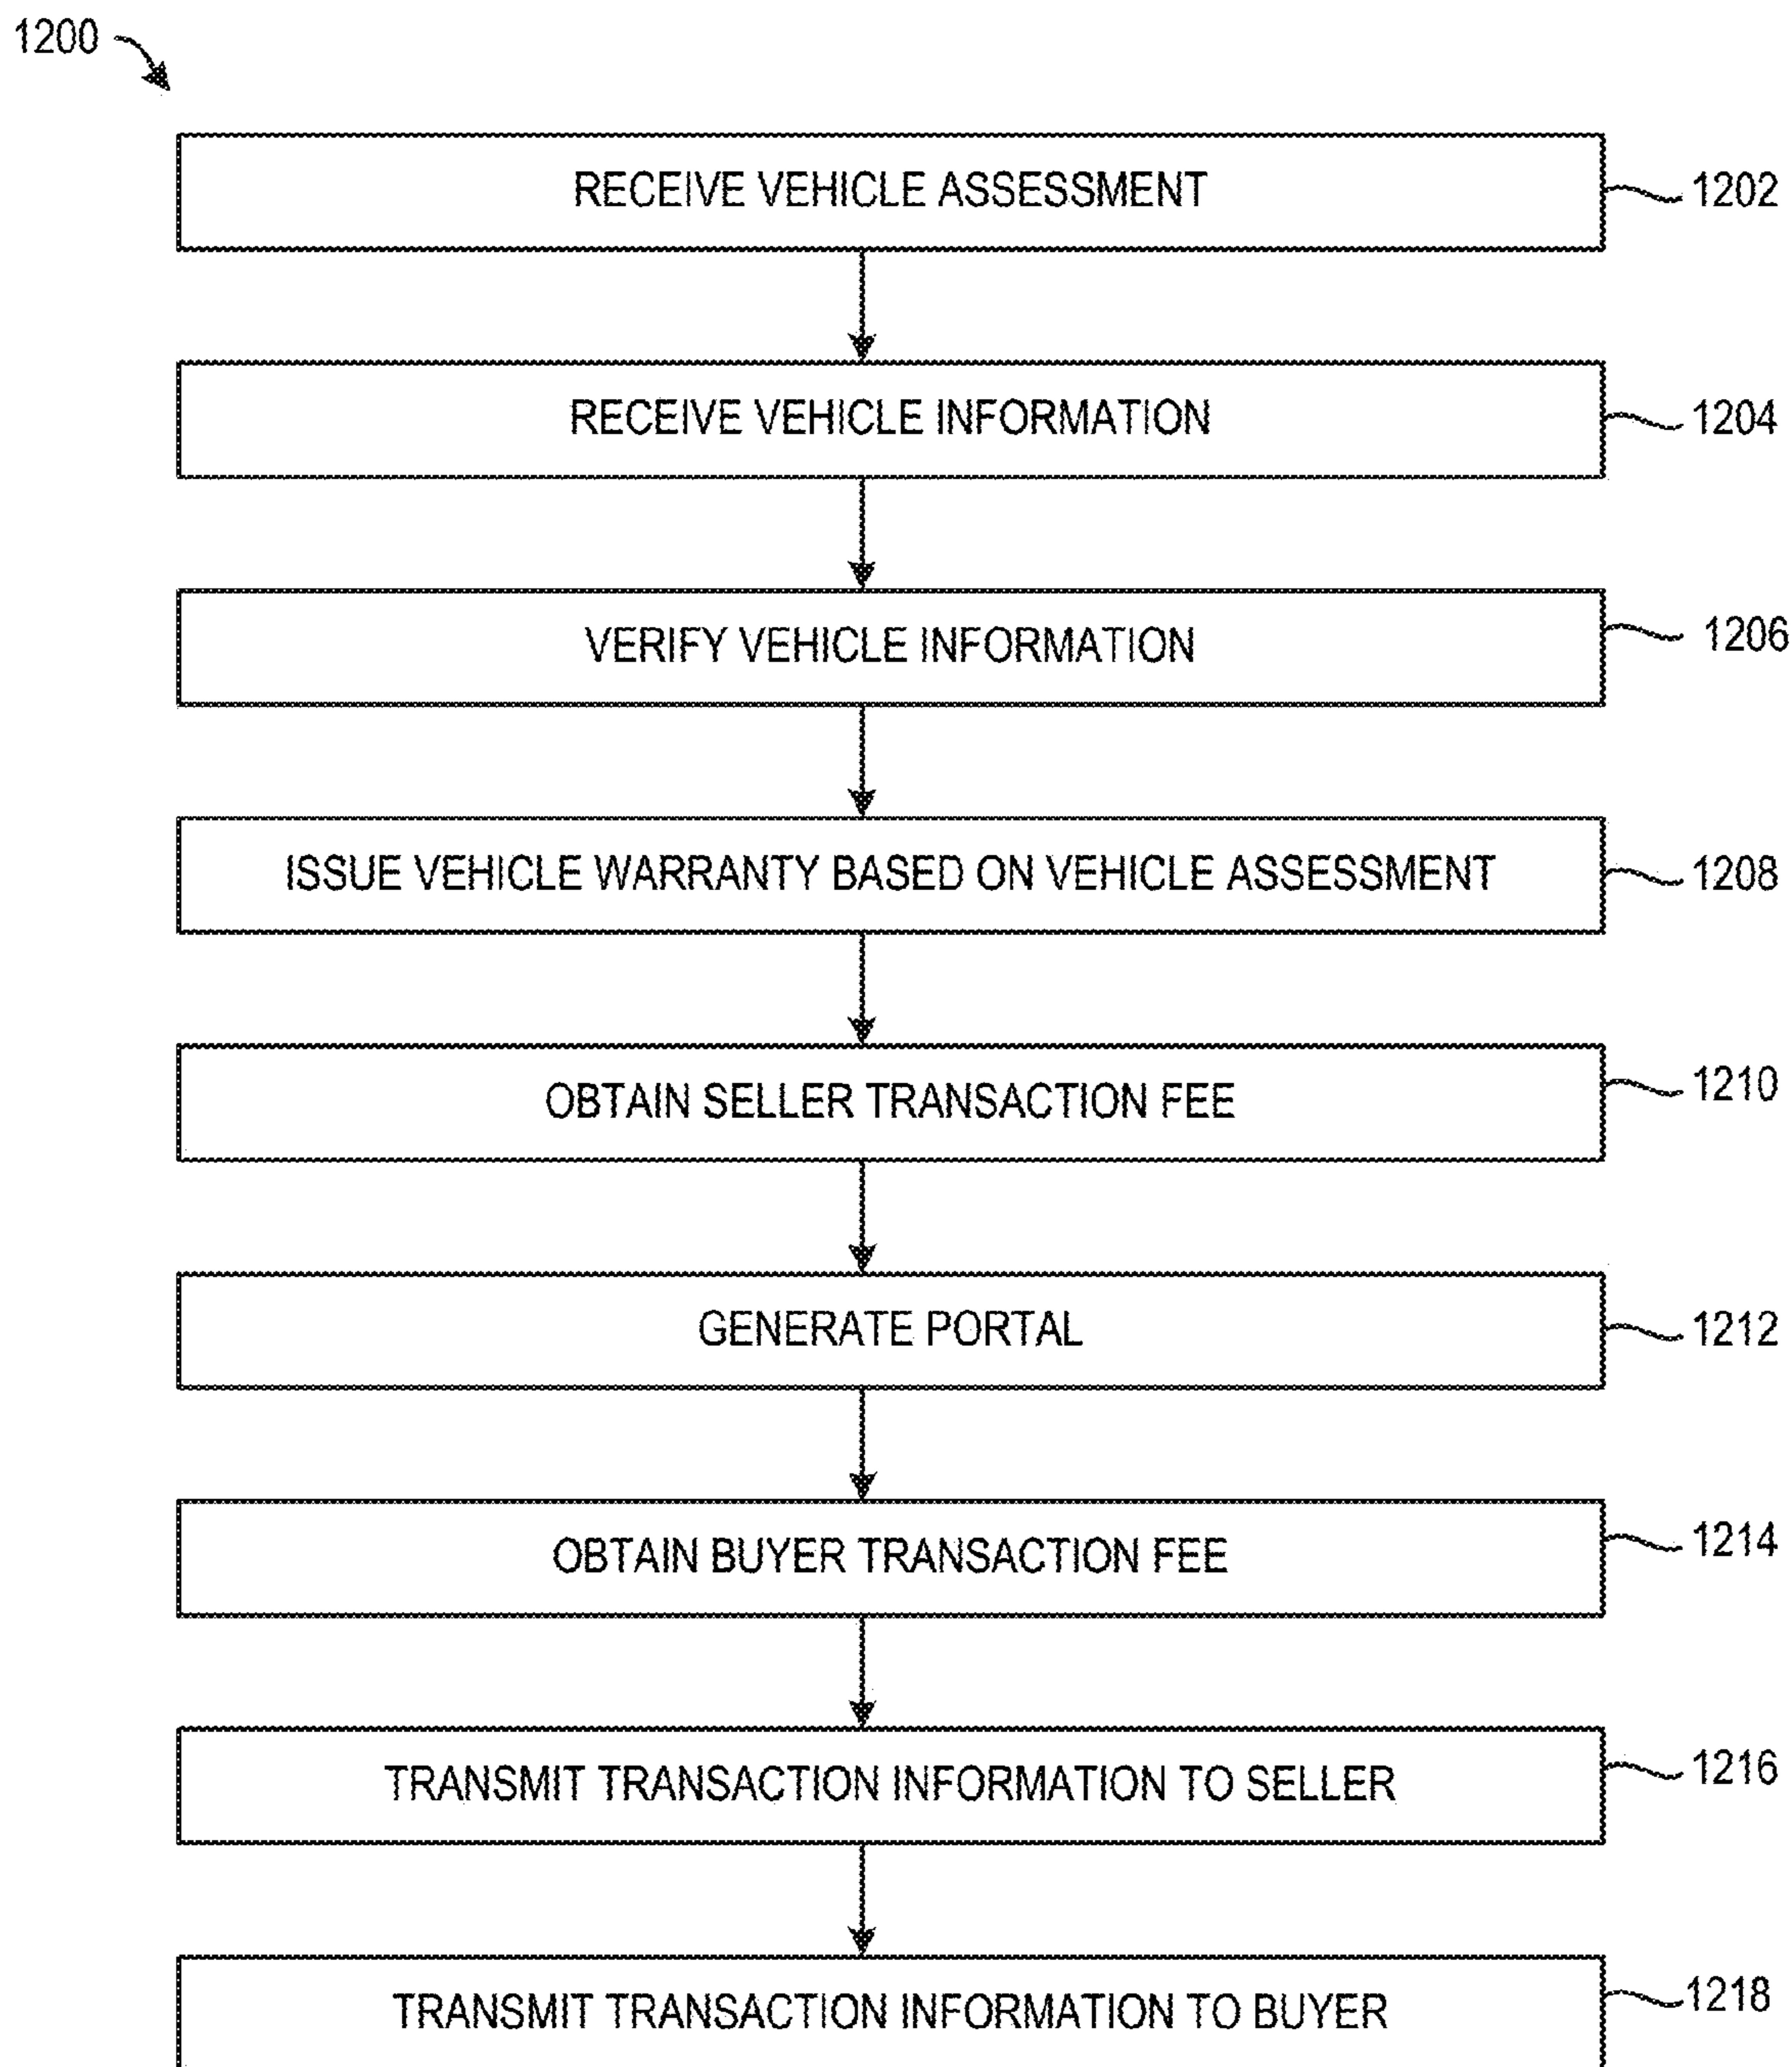 1200
RECEIVE VEHICLE ASSESSMENT
1202
RECEIVE VEHICLE INFORMATION
1204
VERIFY VEHICLE INFORMATION
1206
ISSUE VEHICLE WARRANTY BASED ON VEHICLE ASSESSMENT
1208
OBTAIN SELLER TRANSACTION FEE
1210
GENERATE PORTAL
1212
OBTAIN BUYER TRANSACTION FEE
1214
TRANSMIT TRANSACTION INFORMATION TO SELLER
1216
TRANSMIT TRANSACTION INFORMATION TO BUYER
1218